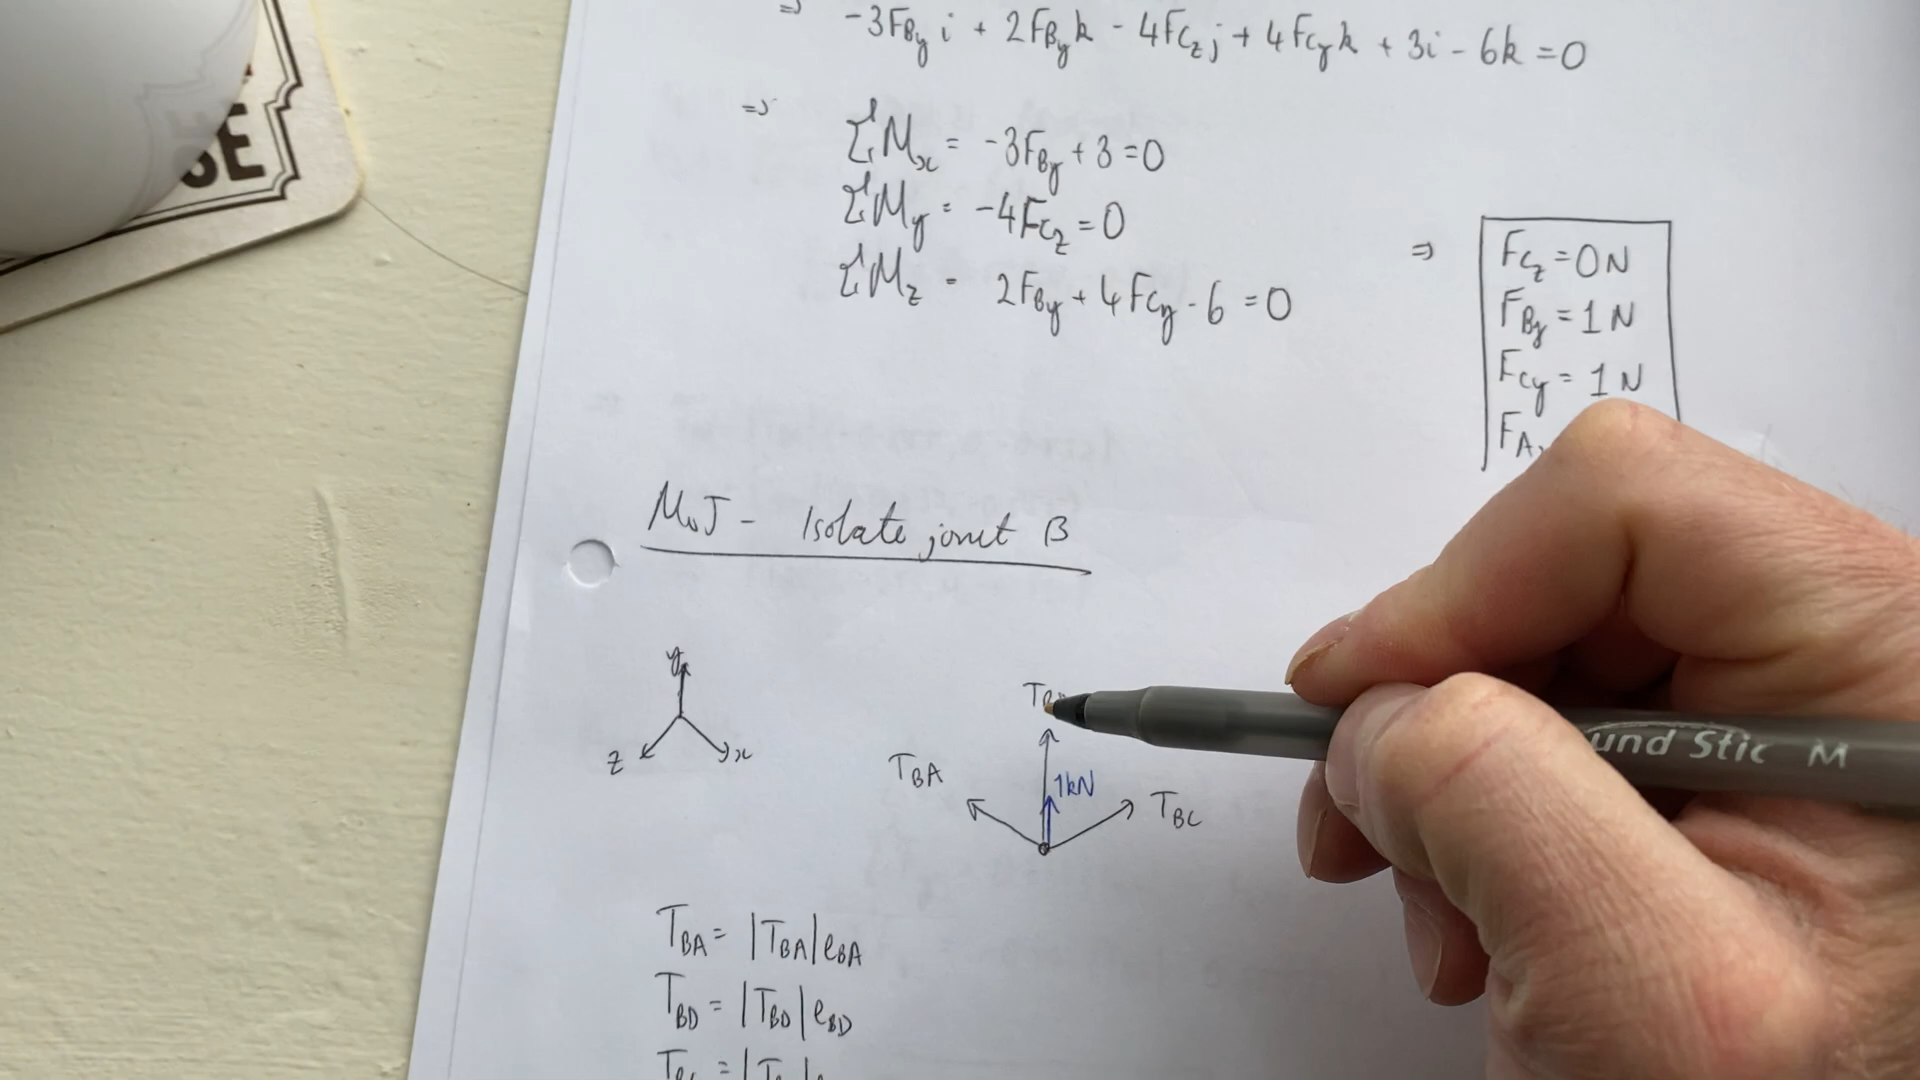 => -3F_By i + 2F_By k - 4F_Cz j + 4F_Cy k + 3i - 6k = 0
=> ΣM_x = -3F_By + 3 = 0
ΣM_y = -4F_Cz = 0
ΣM_z = 2F_By + 4F_Cy - 6 = 0
=> F_Cz = 0N
F_By = 1N
F_Cy = 1N
F_A
MoJ - Isolate joint B
y
z
x
T_BA
1kN
T_BC
T_BA = |T_BA| e_BA
T_BD = |T_BD| e_BD
SE
Stic M